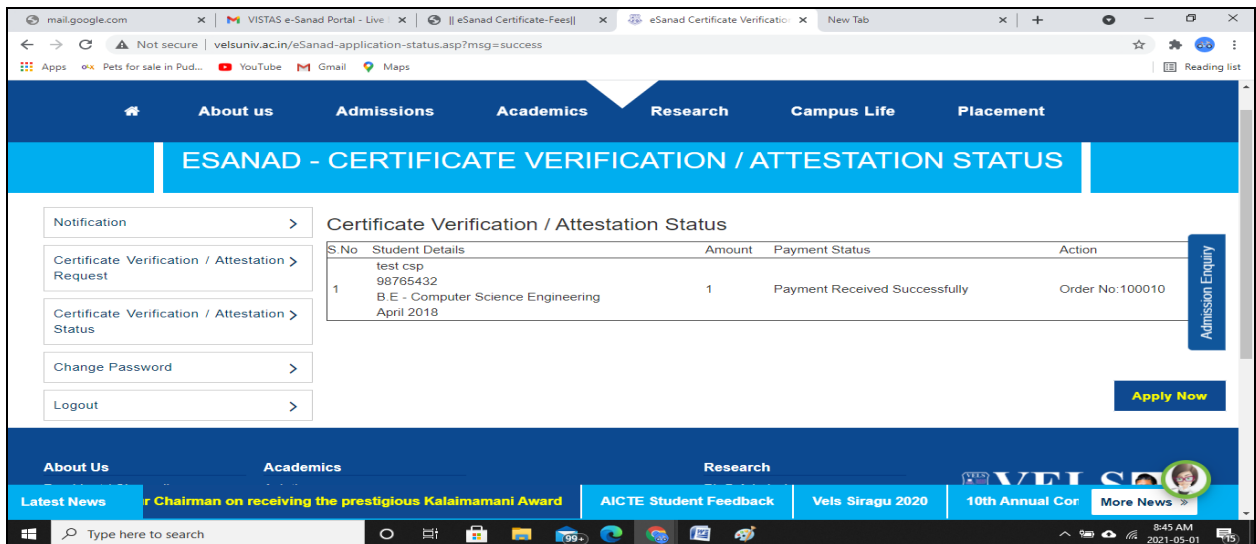 mail.google.com
VISTAS e-Sanad Portal - Live
|| eSanad Certificate-Fees||
eSanad Certificate Verificatio
New Tab
Not secure | velsuniv.ac.in/eSanad-application-status.asp?msg=success
Apps
Pets for sale in Pud...
YouTube
Gmail
Maps
Reading list
About us
Admissions
Academics
Research
Campus Life
Placement
ESANAD - CERTIFICATE VERIFICATION / ATTESTATION STATUS
Notification
Certificate Verification / Attestation
Request
Certificate Verification / Attestation
Status
Change Password
Logout
Certificate Verification / Attestation Status
S.No Student Details Amount Payment Status Action
test csp
98765432
1 B.E - Computer Science Engineering 1 Payment Received Successfully Order No:100010
April 2018
Admission Enquiry
Apply Now
About Us
Academics
Research
VELS
Latest News
r Chairman on receiving the prestigious Kalaimamani Award
AICTE Student Feedback
Vels Siragu 2020
10th Annual Cor
More News »
Type here to search
99+
8:45 AM
2021-05-01
15